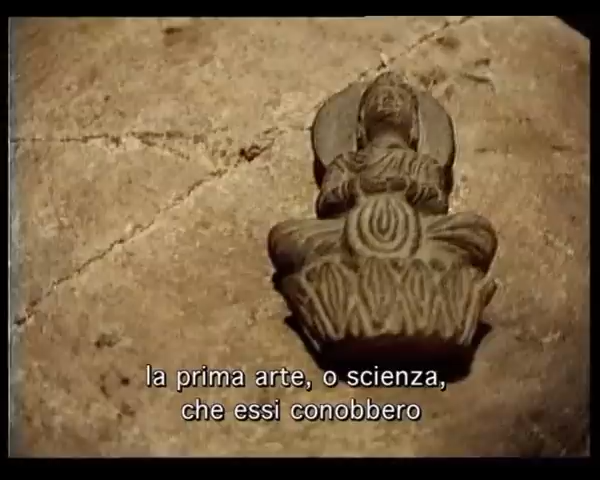 la prima arte, o scienza,
che essi conobbero